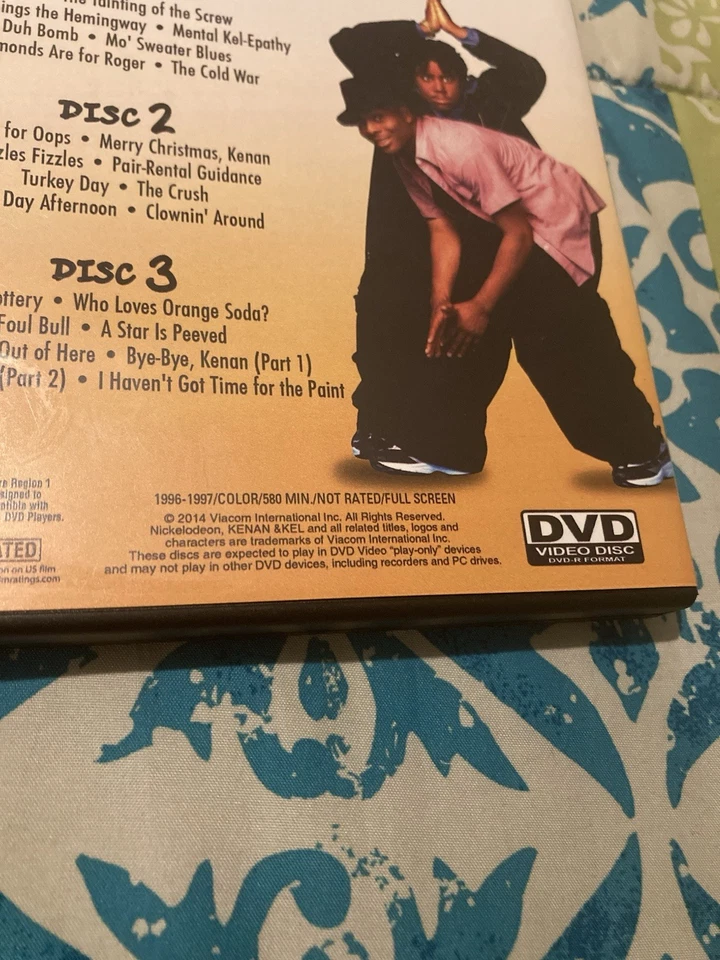 Tainting of the Screw
ings the Hemingway • Mental Kel-Epathy
Duh Bomb • Mo' Sweater Blues
monds Are for Roger • The Cold War
DISC 2
for Oops • Merry Christmas, Kenan
zles Fizzles • Pair-Rental Guidance
Turkey Day • The Crush
Day Afternoon • Clownin' Around
DISC 3
ottery • Who Loves Orange Soda?
Foul Bull • A Star Is Peeved
Out of Here • Bye-Bye, Kenan (Part 1)
(Part 2) • I Haven't Got Time for the Paint
re Region 1
signed to
atible with
DVD Players.
ATED
on on US film
lmratings.com
1996-1997/COLOR/580 MIN./NOT RATED/FULL SCREEN
© 2014 Viacom International Inc. All Rights Reserved.
Nickelodeon, KENAN &KEL and all related titles, logos and
characters are trademarks of Viacom International Inc.
These discs are expected to play in DVD Video "play-only" devices
and may not play in other DVD devices, including recorders and PC drives.
DVD
VIDEO DISC
DVD-R FORMAT